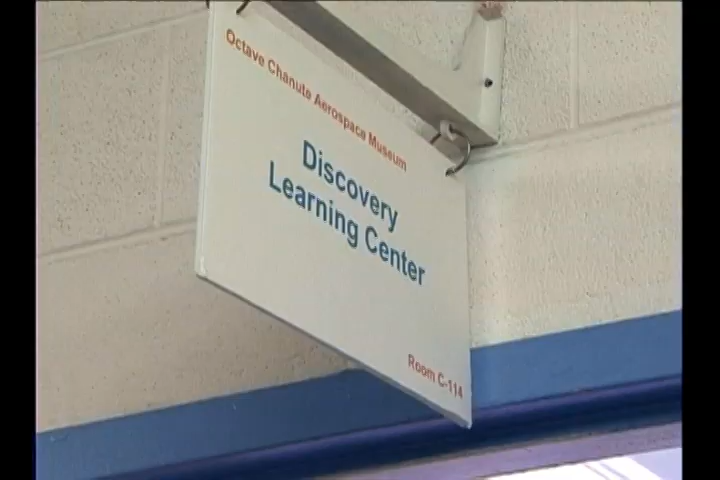 Octave Chanute Aerospace Museum
Discovery
Learning Center
Room C-114